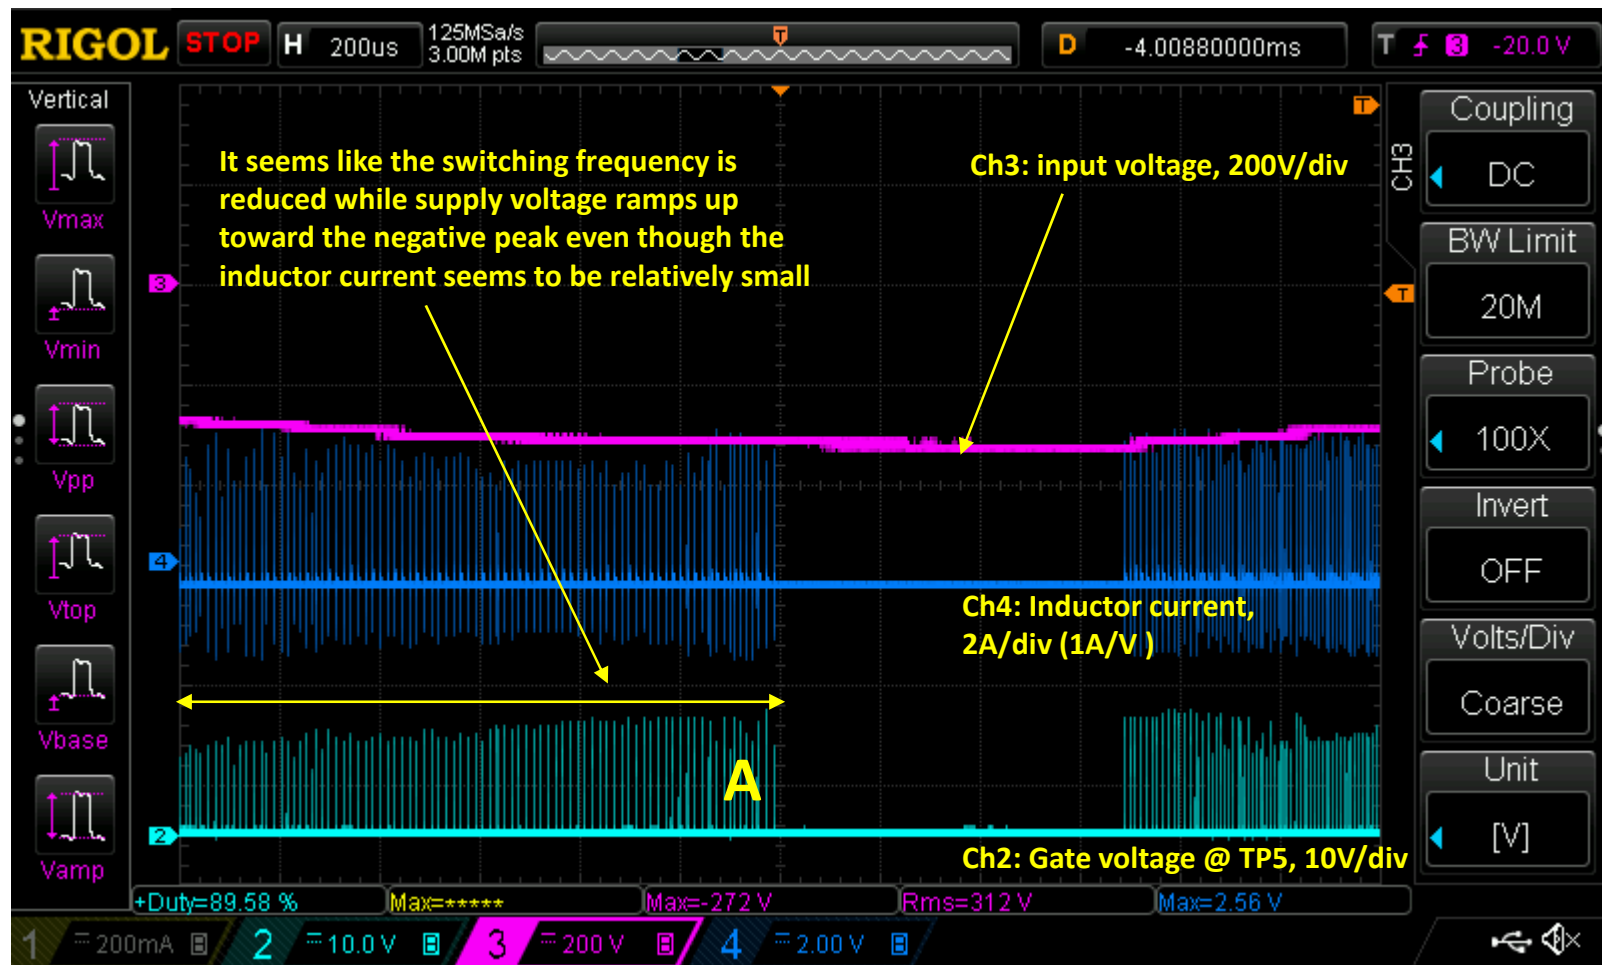 RIGOL STOP H 200us 125MSa/s
3.00M pts
T
D -4.00880000ms
T 3 -20.0 V
Vertical
Vmax
Vmin
Vpp
Vtop
Vbase
Vamp
It seems like the switching frequency is
reduced while supply voltage ramps up
toward the negative peak even though the
inductor current seems to be relatively small
Ch3: input voltage, 200V/div
T
3
T
4
Ch4: Inductor current,
2A/div (1A/V )
A
2
Ch2: Gate voltage @ TP5, 10V/div
CH3
Coupling
DC
BW Limit
20M
Probe
100X
Invert
OFF
Volts/Div
Coarse
Unit
[V]
+Duty=89.58 % Max=***** Max=-272 V Rms=312 V Max=2.56 V
1 200mA B 2 10.0 V B 3 200 V B 4 2.00 V B